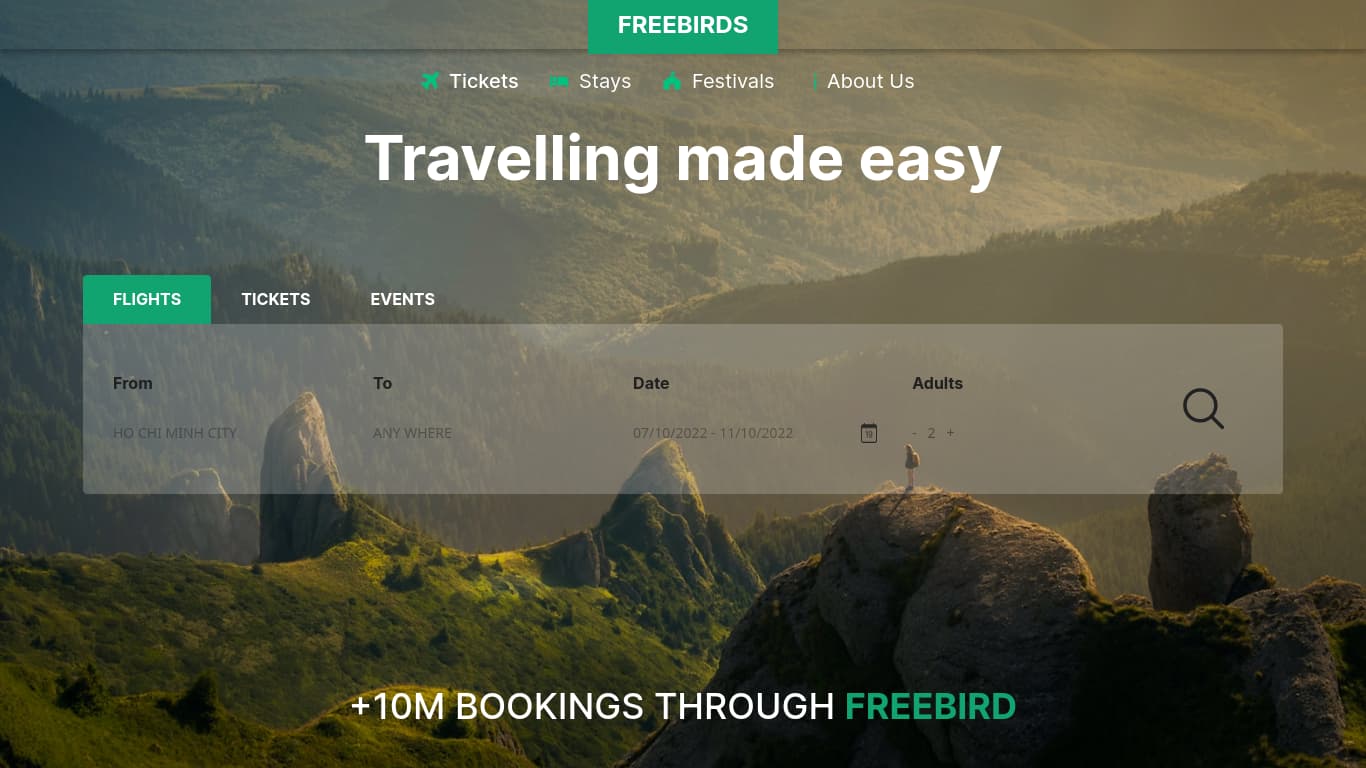 FREEBIRDS
Tickets Stays Festivals About Us
Travelling made easy
FLIGHTS TICKETS EVENTS
From To Date Adults
HO CHI MINH CITY ANY WHERE 07/10/2022 - 11/10/2022 19 - 2 +
+10M BOOKINGS THROUGH FREEBIRD